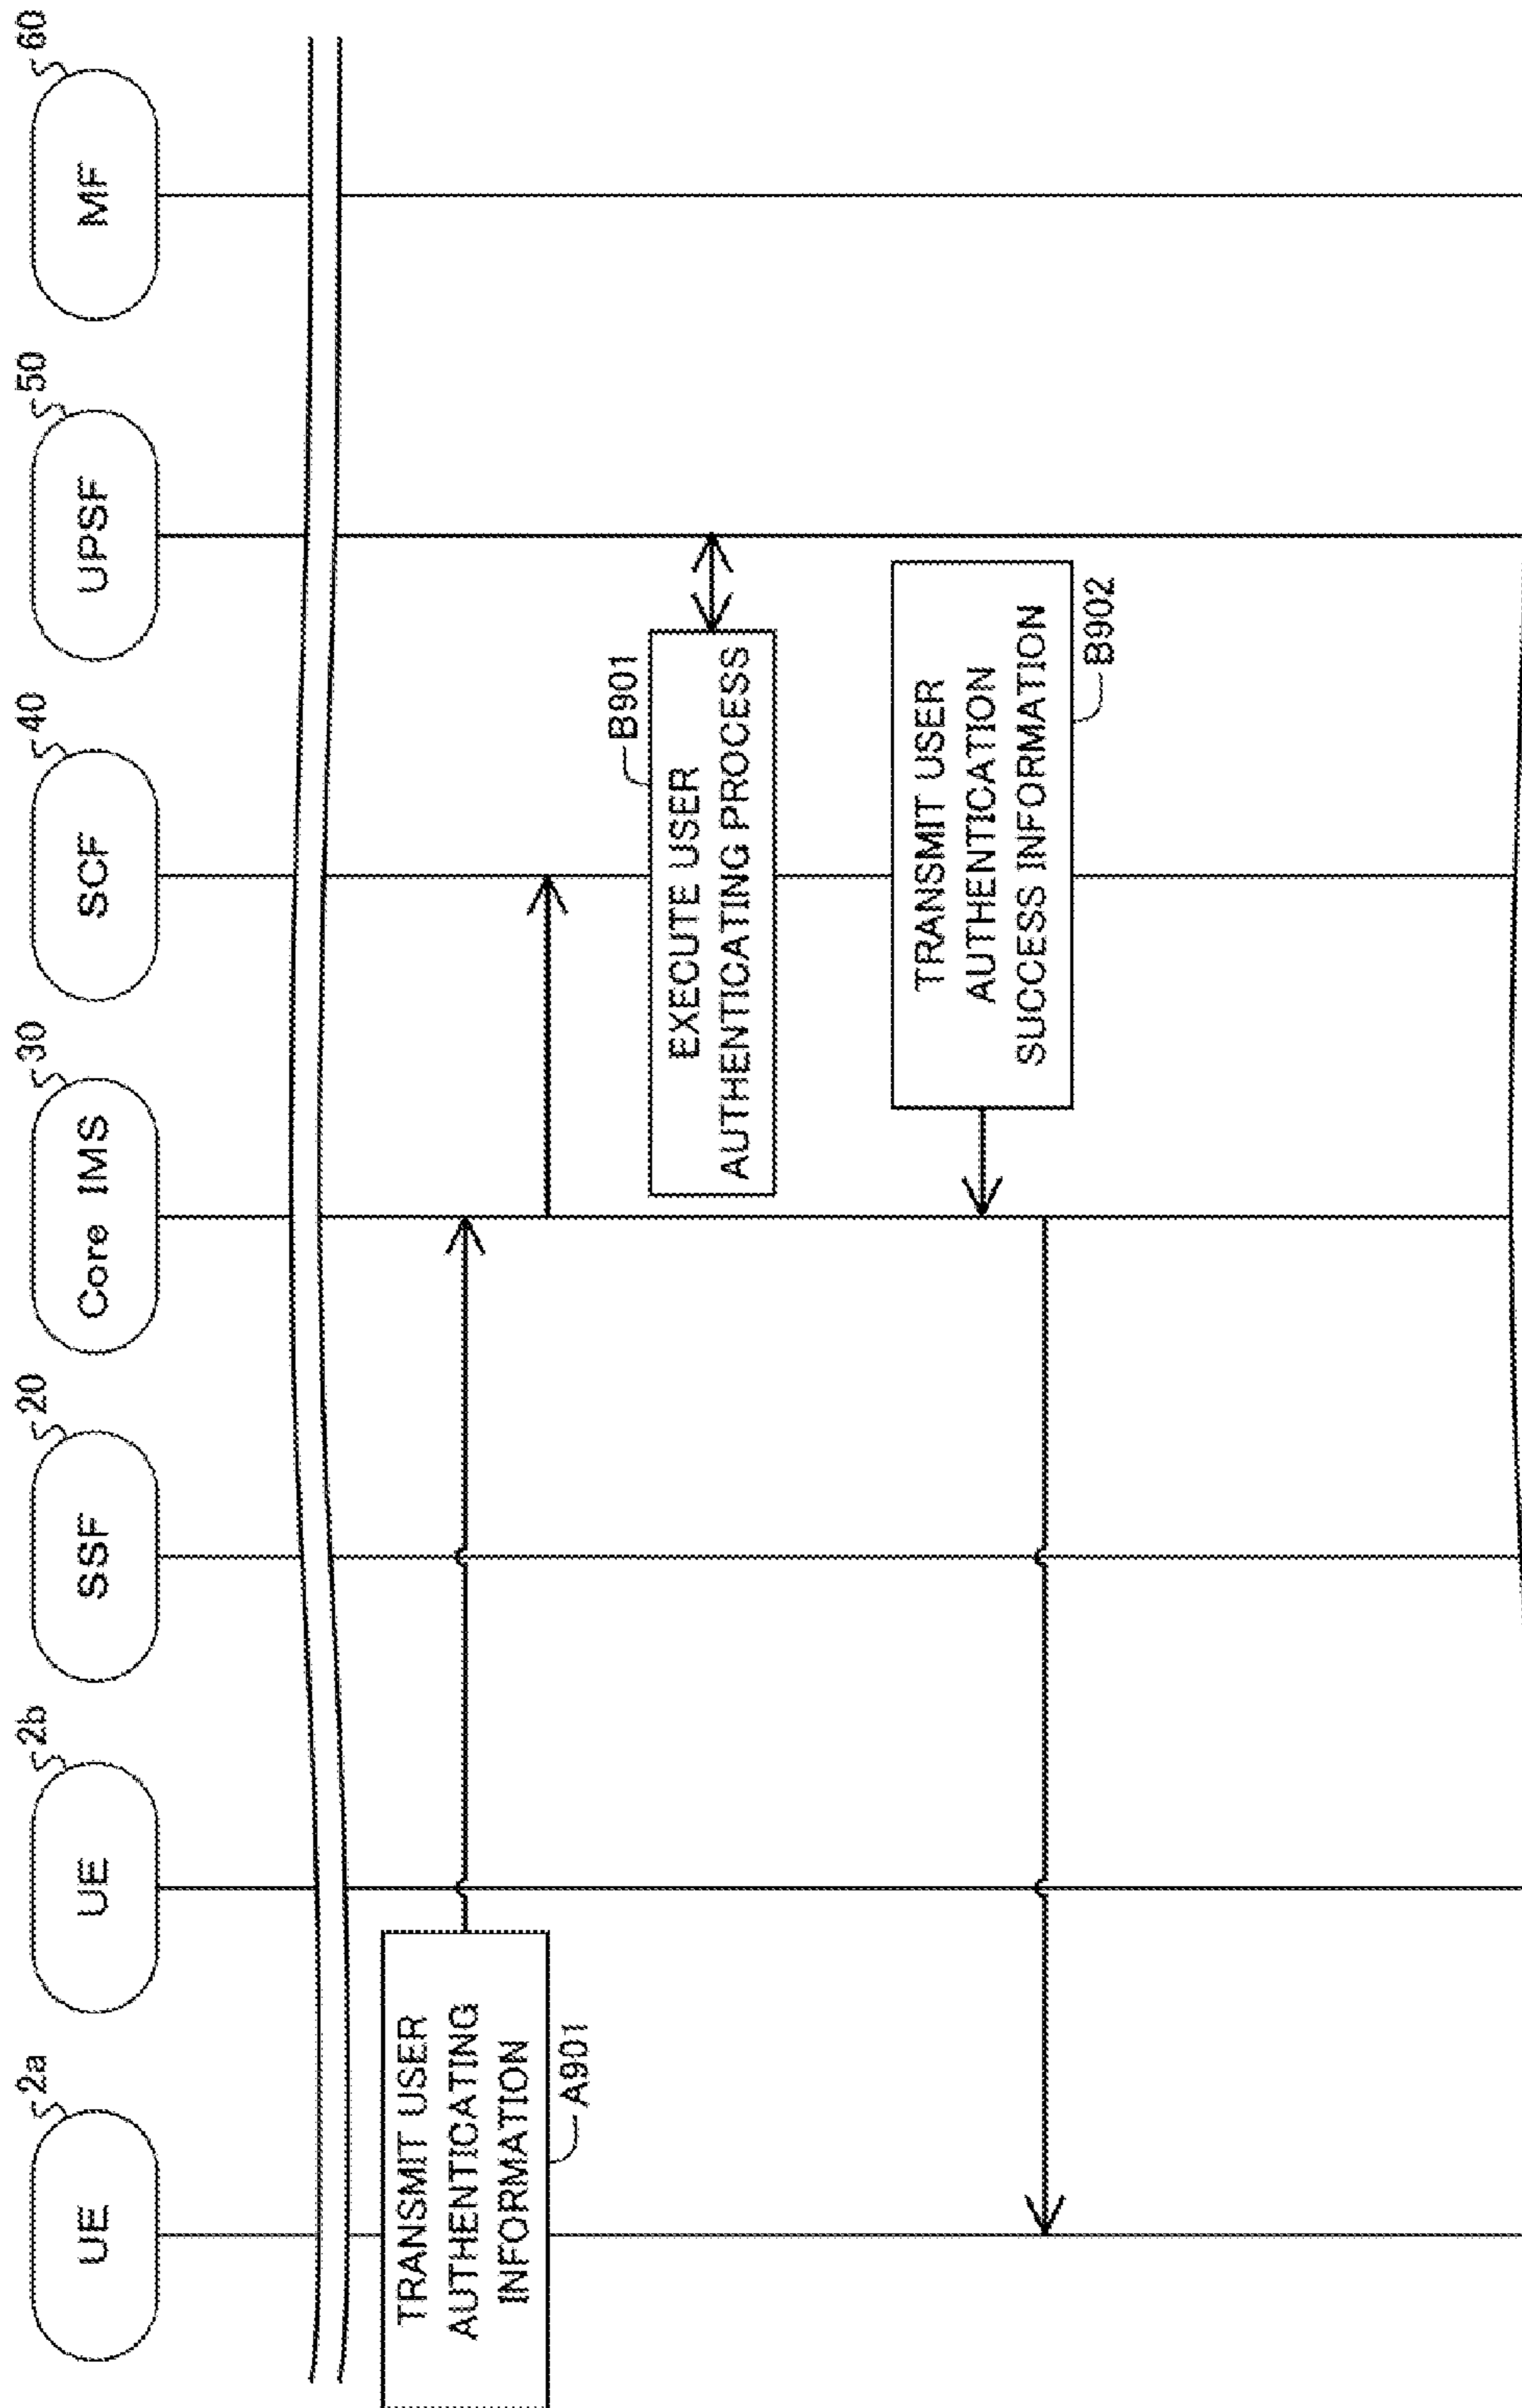 UE
2a
UE
2b
SSF
20
Core IMS
30
SCF
40
UPSF
50
MF
60
TRANSMIT USER
AUTHENTICATING
INFORMATION
A901
EXECUTE USER
AUTHENTICATING PROCESS
B901
TRANSMIT USER
AUTHENTICATION
SUCCESS INFORMATION
B902